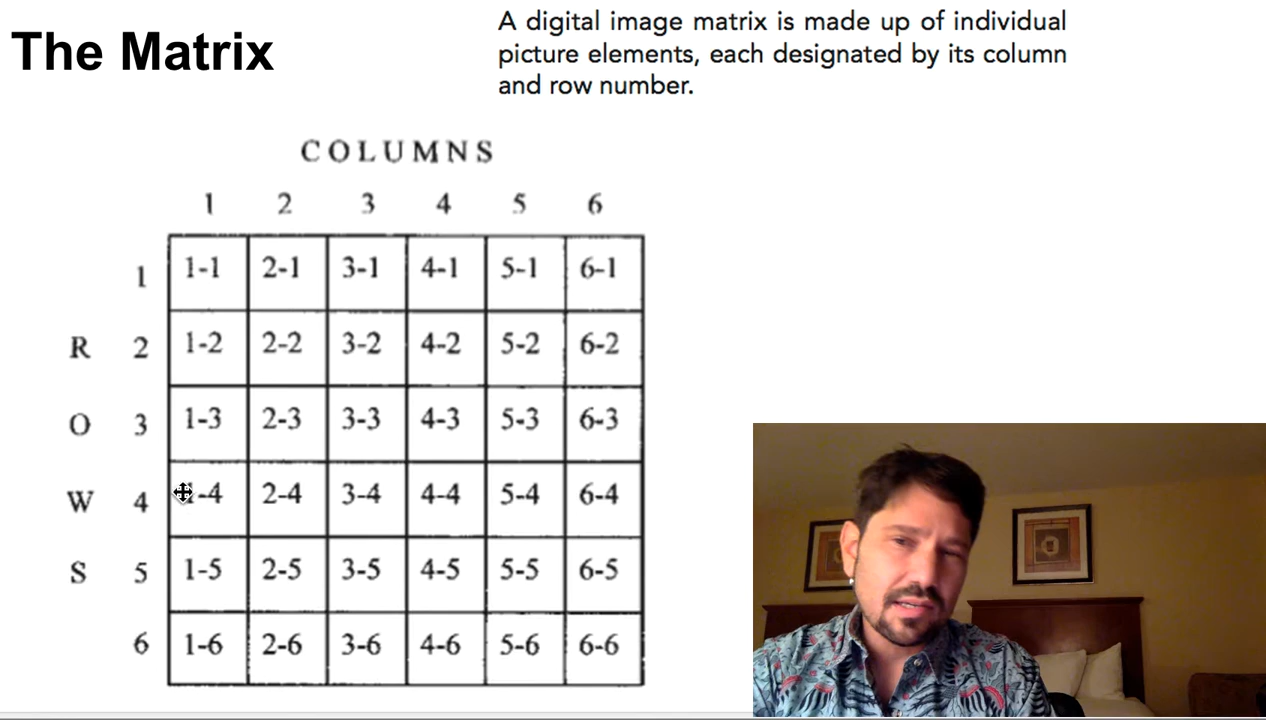 The Matrix
A digital image matrix is made up of individual
picture elements, each designated by its column
and row number.
COLUMNS
1 2 3 4 5 6
1 1-1 2-1 3-1 4-1 5-1 6-1
R 2 1-2 2-2 3-2 4-2 5-2 6-2
O 3 1-3 2-3 3-3 4-3 5-3 6-3
W 4 -4 2-4 3-4 4-4 5-4 6-4
S 5 1-5 2-5 3-5 4-5 5-5 6-5
6 1-6 2-6 3-6 4-6 5-6 6-6